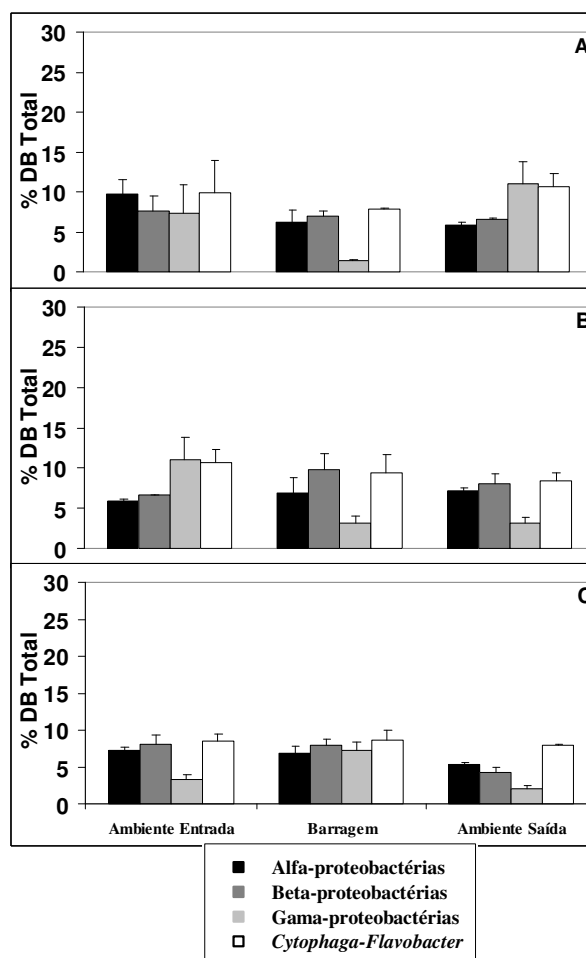 A
% DB Total
30
25
20
15
10
5
0
B
% DB Total
30
25
20
15
10
5
0
C
% DB Total
30
25
20
15
10
5
0
Ambiente Entrada Barragem Ambiente Saída
Alfa-proteobactérias
Beta-proteobactérias
Gama-proteobactérias
Cytophaga-Flavobacter